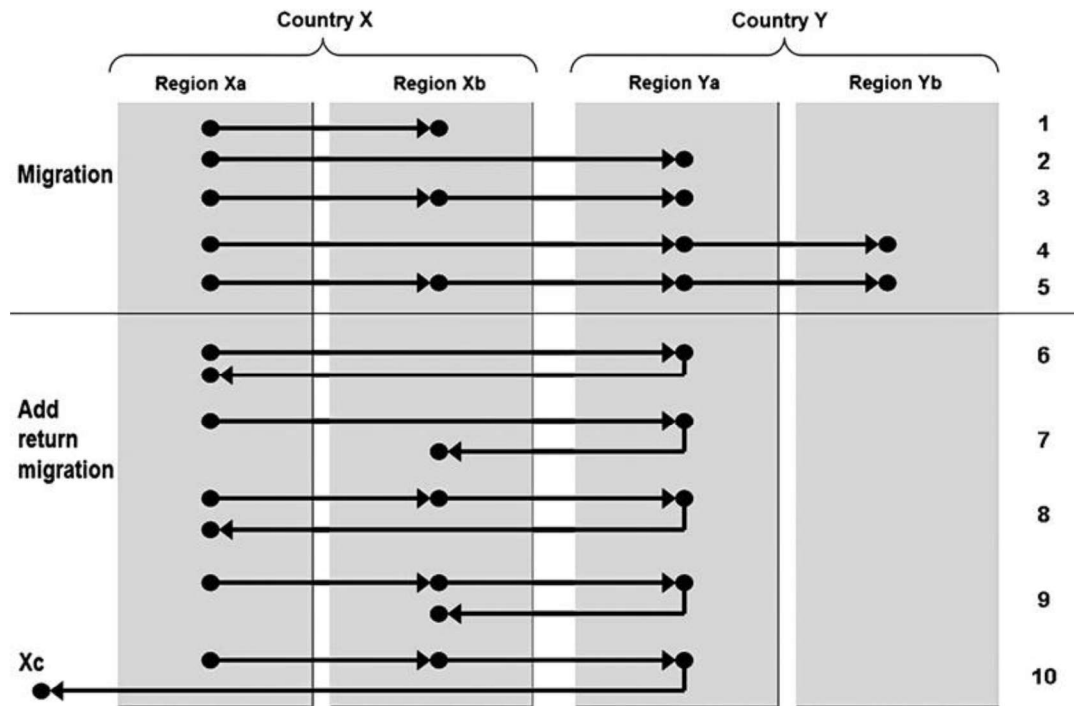 Country X
Country Y
Region Xa
Region Xb
Region Ya
Region Yb
1
Migration
2
3
4
5
6
Add
return
migration
7
8
9
Xc
10